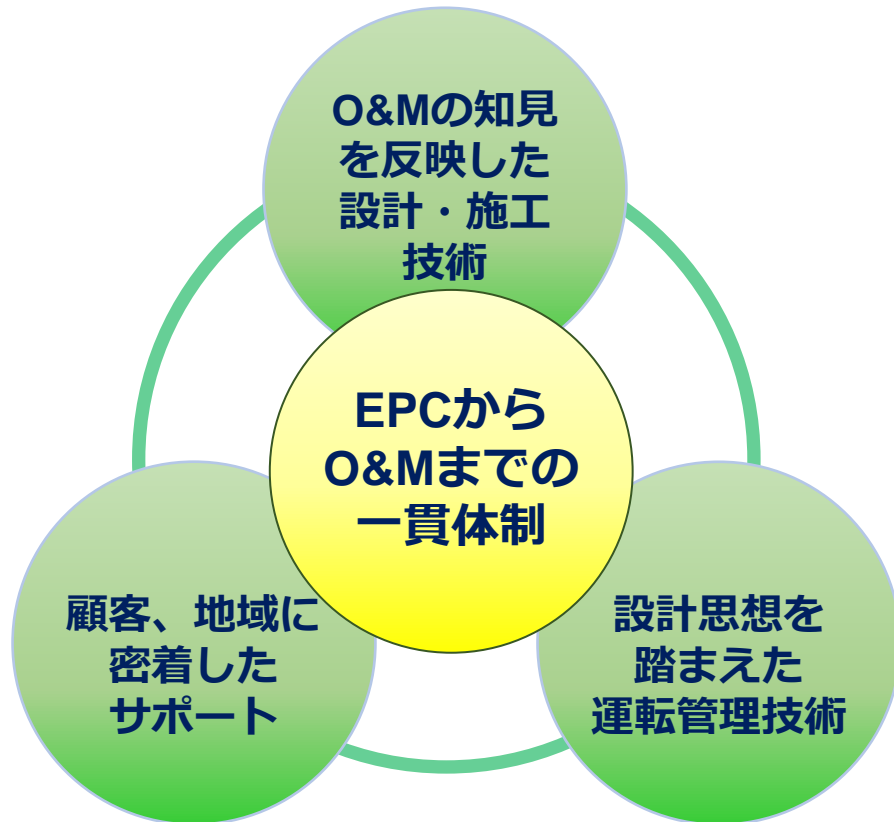 O&Mの知見
を反映した
設計・施工
技術
EPCから
O&Mまでの
一貫体制
顧客、地域に
密着した
サポート
設計思想を
踏まえた
運転管理技術